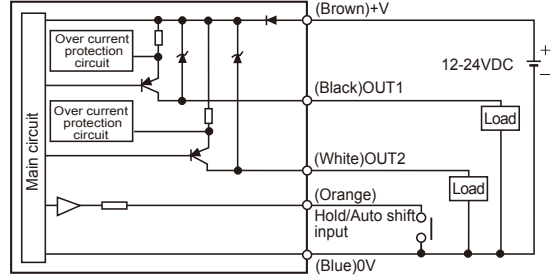 (Brown)+V
Over current
protection
circuit
12-24VDC
+
−
(Black)OUT1
Over current
protection
circuit
Load
Main circuit
(White)OUT2
(Orange)
Load
Hold/Auto shift
input
(Blue)0V